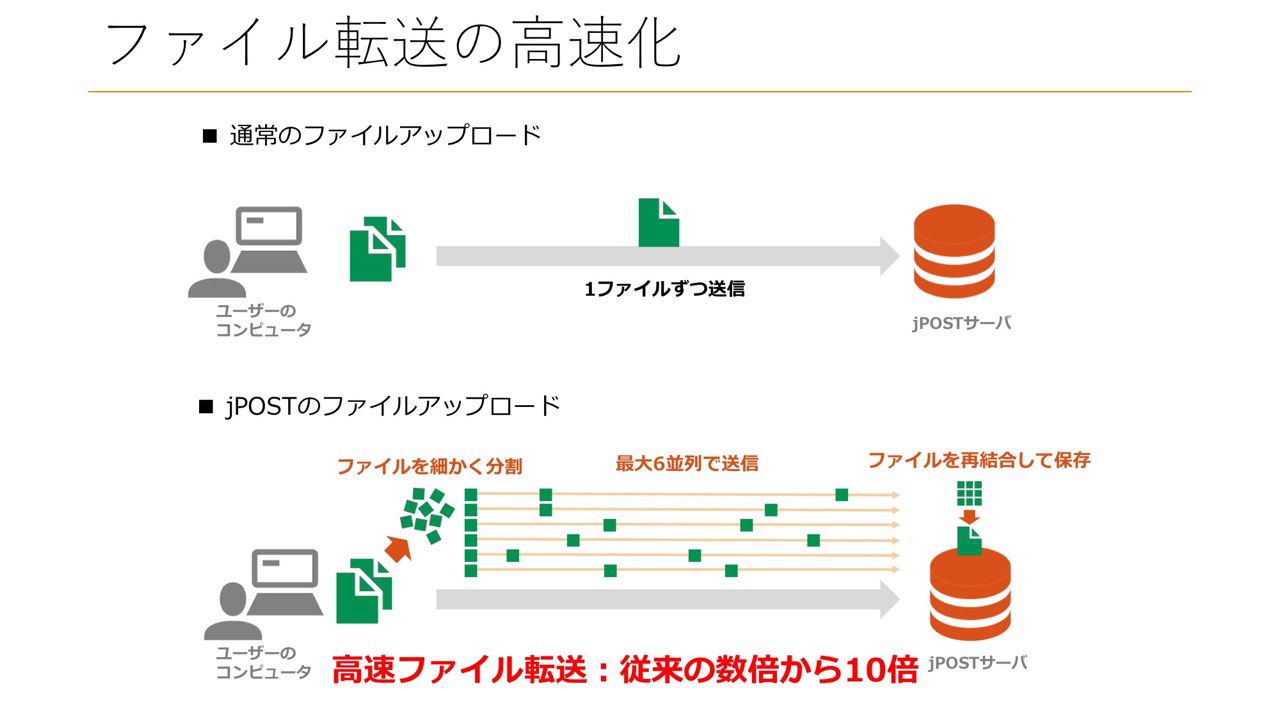 ファイル転送の高速化
■ 通常のファイルアップロード
1ファイルずつ送信
ユーザーの
コンピュータ
jPOSTサーバ
■ jPOSTのファイルアップロード
ファイルを細かく分割
最大6並列で送信
ファイルを再結合して保存
ユーザーの
コンピュータ
高速ファイル転送：従来の数倍から10倍
jPOSTサーバ